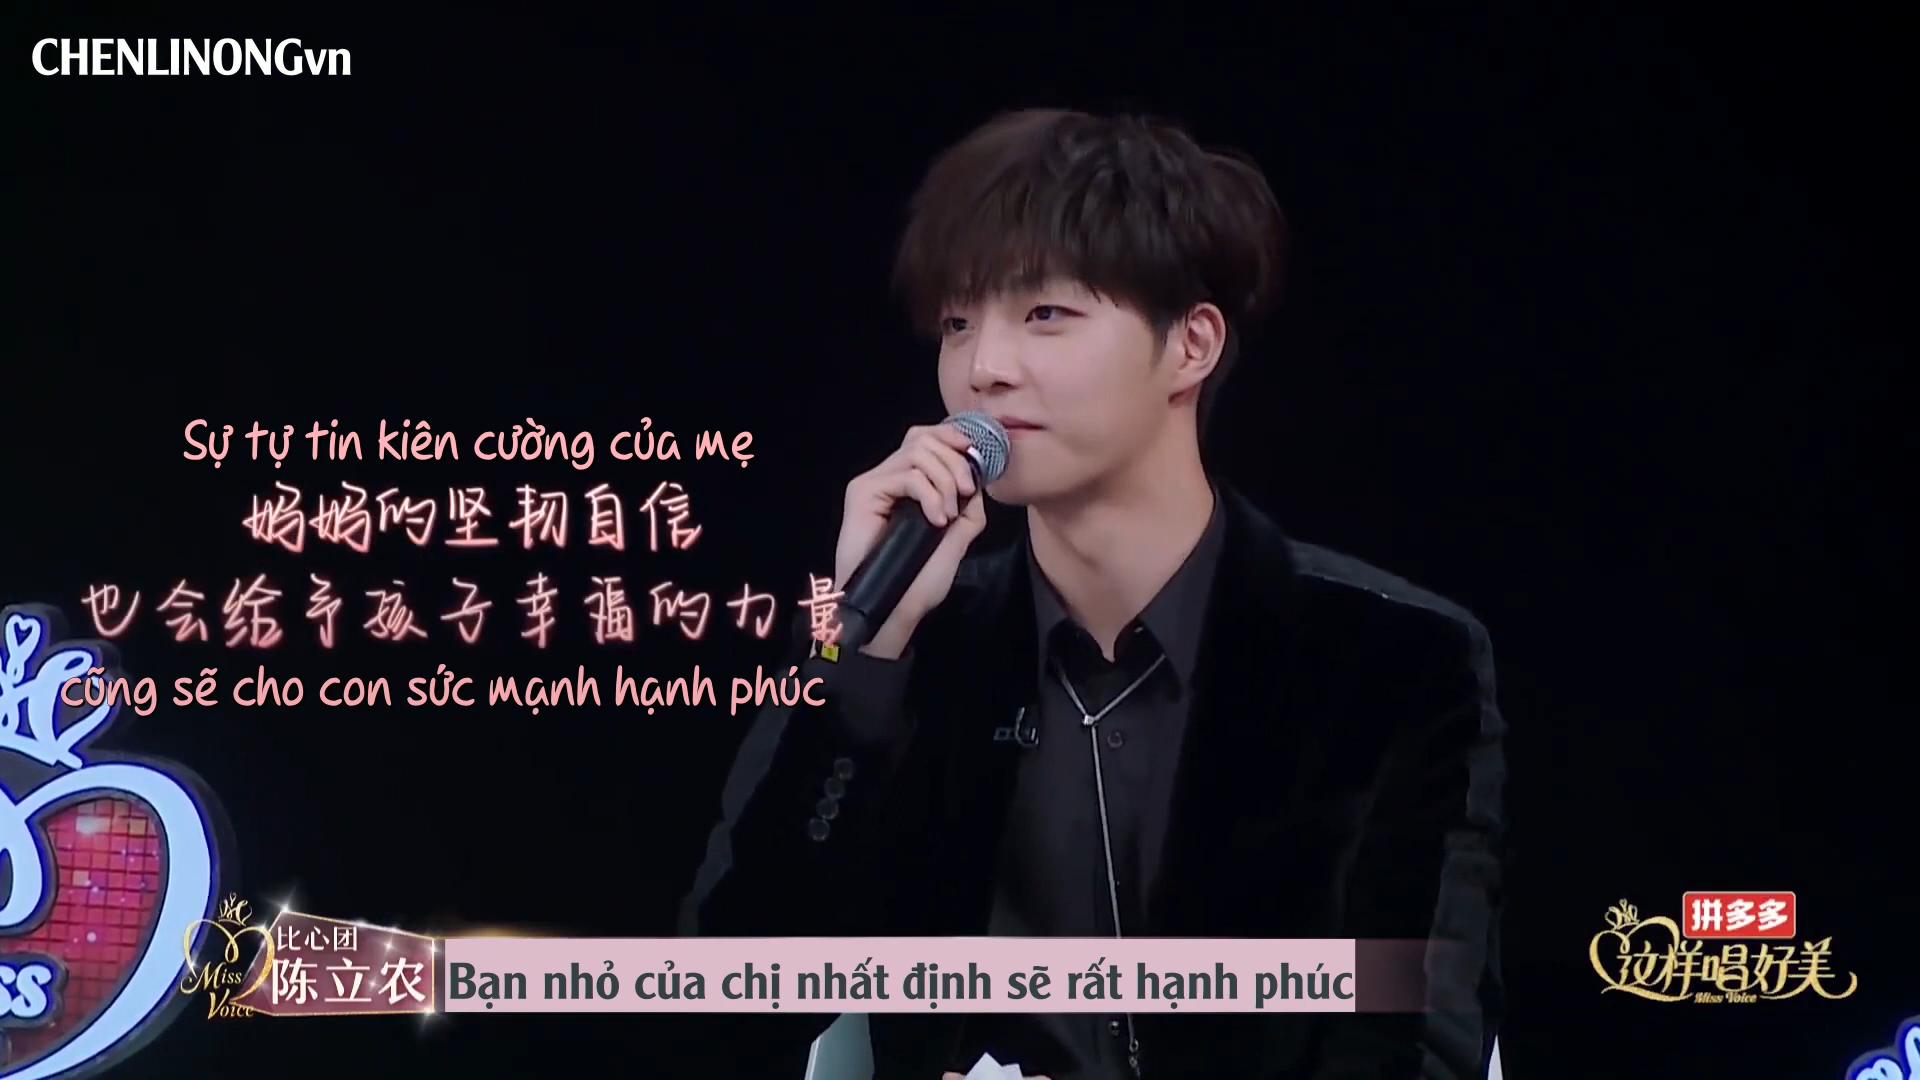 CHENLINONGvn
Sự tự tin kiên cường của mẹ
妈妈的坚韧自信
也会给予孩子幸福的力量
cũng sẽ cho con sức mạnh hạnh phúc
ss
Miss Voice
比心团
陈立农
Bạn nhỏ của chị nhất định sẽ rất hạnh phúc
拼多多
这样唱好美
Miss Voice